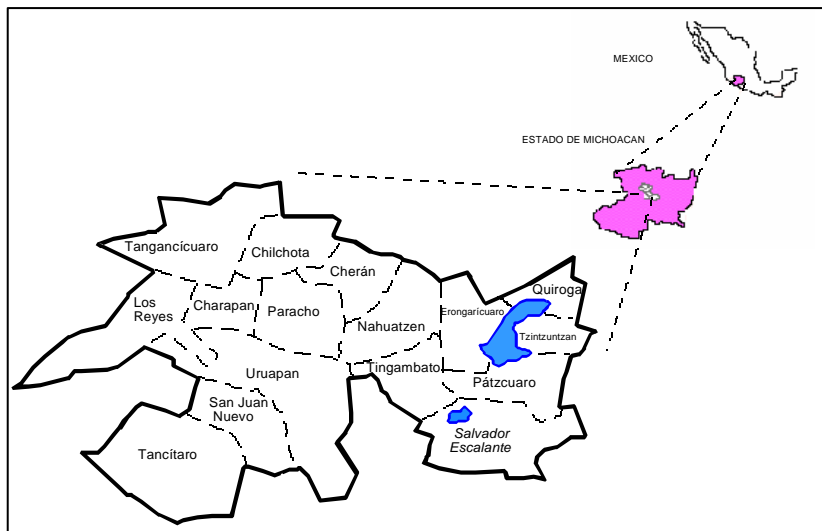 MEXICO
ESTADO DE MICHOACAN
Tangancícuaro
Chilchota
Cherán
Quiroga
Los
Reyes
Charapan
Paracho
Erongarícuaro
Nahuatzen
Tzintzuntzan
Uruapan
Tingambato
Pátzcuaro
San Juan
Nuevo
Salvador
Escalante
Tancítaro